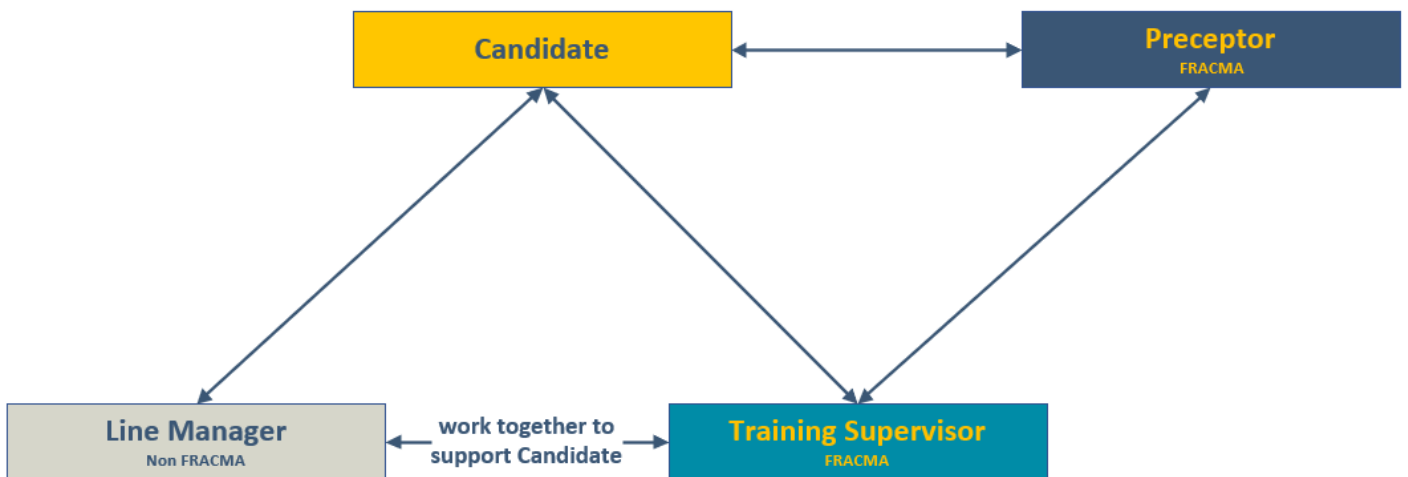 Candidate
Preceptor
FRACMA
Line Manager
Non FRACMA
work together to
support Candidate
Training Supervisor
FRACMA